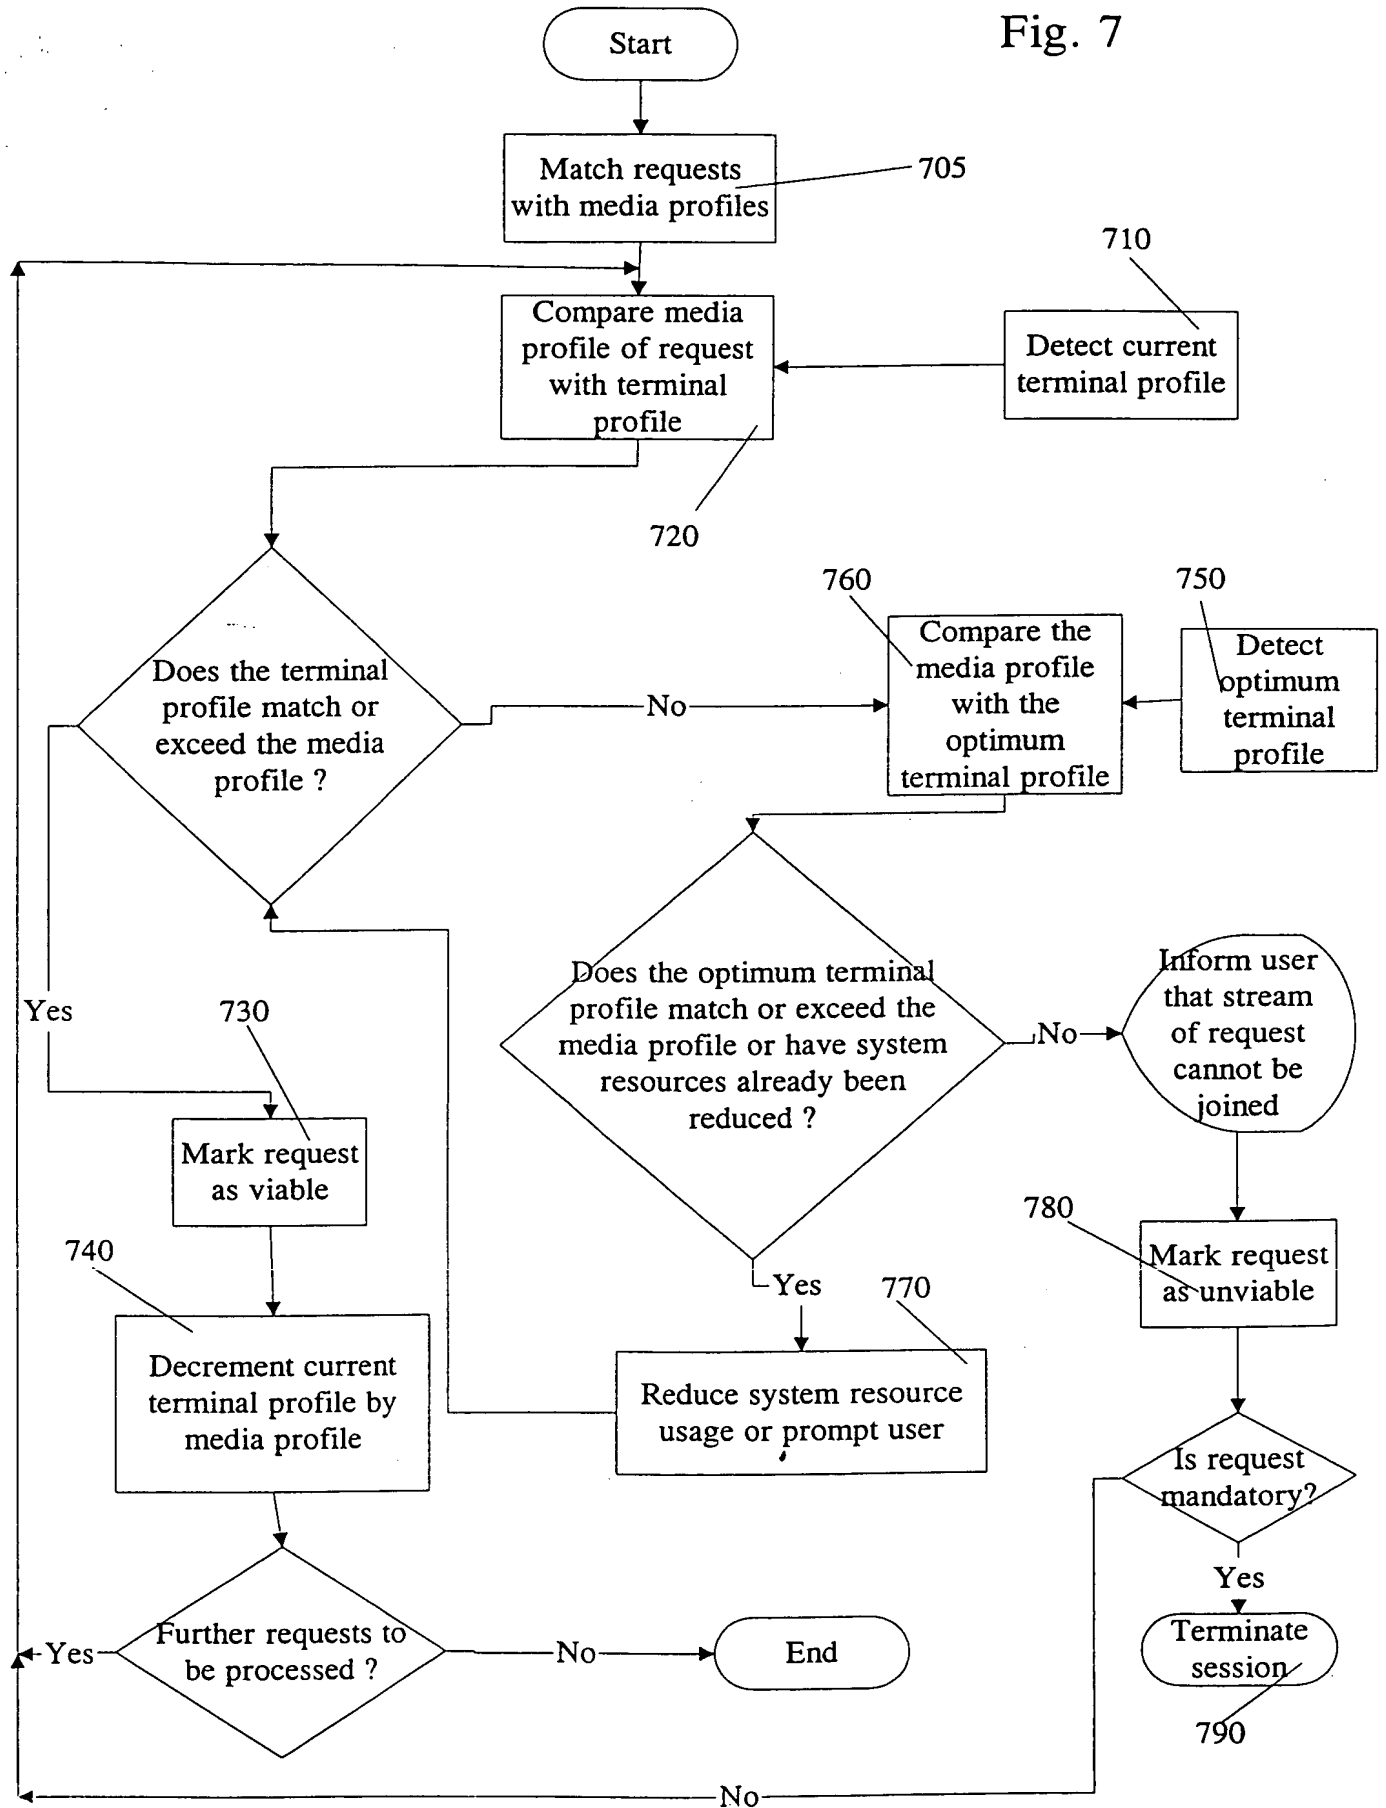 Fig. 7
Start
Match requests
with media profiles
705
710
Compare media
profile of request
with terminal
profile
Detect current
terminal profile
720
760
750
Does the terminal
profile match or
exceed the media
profile ?
No
Compare the
media profile
with the
optimum
terminal profile
Detect
optimum
terminal
profile
Yes
730
Does the optimum terminal
profile match or exceed the
media profile or have system
resources already been
reduced ?
No
Inform user
that stream
of request
cannot be
joined
Mark request
as viable
780
Mark request
as unviable
740
Yes
770
Decrement current
terminal profile by
media profile
Reduce system resource
usage or prompt user
Is request
mandatory?
Yes
Yes
Further requests to
be processed ?
No
End
Terminate
session
790
No